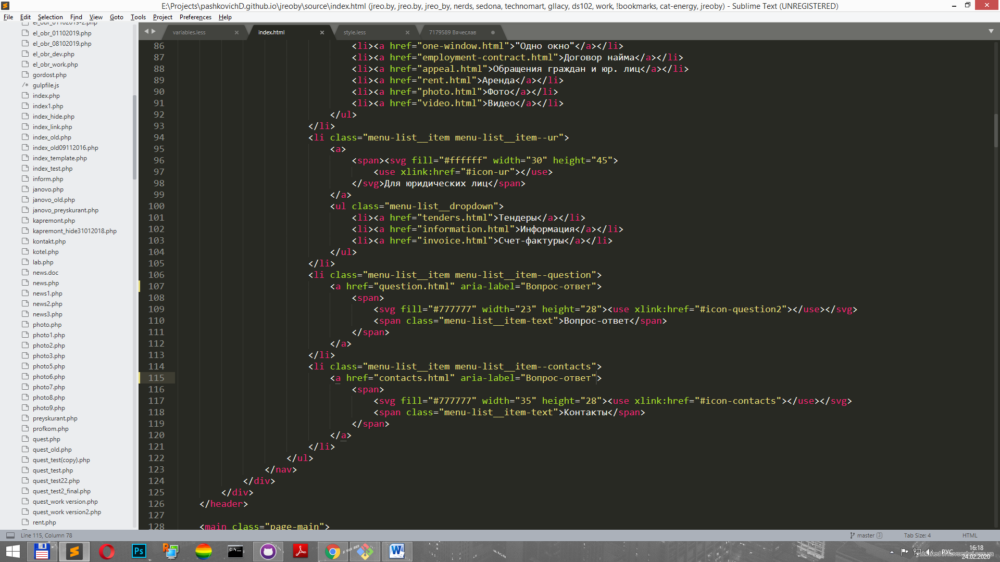 E:\Projects\pashkovichD.github.io\jreoby\source\index.html (jreo.by, jreo.by, jreo_by, nerds, sedona, technomart, gllacy, ds102, work, !bookmarks, cat-energy, jreoby) - Sublime Text (UNREGISTERED)
File Edit Selection Find View Goto Tools Project Preferences Help
variables.less index.html style.less 7179589 Вячеслав
el_obr_01102019-2.php
el_obr_01102019.php
el_obr_08102019.php
el_obr_dev.php
el_obr_work.php
gordost.php
/* gulpfile.js
index.php
index1.php
index_hide.php
index_link.php
index_old.php
index_old09112016.php
index_template.php
index_test.php
inform.php
janovo.php
janovo_old.php
janovo_preyskurant.php
kapremont.php
kapremont_hide31012018.php
kontakt.php
kotel.php
lab.php
news.doc
news.php
news1.php
news2.php
news3.php
photo.php
photo1.php
photo2.php
photo3.php
photo5.php
photo6.php
photo7.php
photo8.php
photo9.php
preyskurant.php
profkom.php
quest.php
quest_old.php
quest_test(copy).php
quest_test.php
quest_test22.php
quest_test2_final.php
quest_work version.php
quest_work version2.php
rent.php
86 <li><a href="one-window.html">"Одно окно"</a></li>
87 <li><a href="employment-contract.html">Договор найма</a></li>
88 <li><a href="appeal.html">Обращения граждан и юр. лиц</a></li>
89 <li><a href="rent.html">Аренда</a></li>
90 <li><a href="photo.html">Фото</a></li>
91 <li><a href="video.html">Видео</a></li>
92 </ul>
93 </li>
94 <li class="menu-list__item menu-list__item--ur">
95 <a>
96 <span><svg fill="#ffffff" width="30" height="45">
97 <use xlink:href="#icon-ur"></use>
98 </svg>Для юридических лиц</span>
99 </a>
100 <ul class="menu-list__dropdown">
101 <li><a href="tenders.html">Тендеры</a></li>
102 <li><a href="information.html">Информация</a></li>
103 <li><a href="invoice.html">Счет-фактуры</a></li>
104 </ul>
105 </li>
106 <li class="menu-list__item menu-list__item--question">
107 <a href="question.html" aria-label="Вопрос-ответ">
108 <span>
109 <svg fill="#777777" width="23" height="28"><use xlink:href="#icon-question2"></use></svg>
110 <span class="menu-list__item-text">Вопрос-ответ</span>
111 </span>
112 </a>
113 </li>
114 <li class="menu-list__item menu-list__item--contacts">
115 <a href="contacts.html" aria-label="Вопрос-ответ">
116 <span>
117 <svg fill="#777777" width="35" height="28"><use xlink:href="#icon-contacts"></use></svg>
118 <span class="menu-list__item-text">Контакты</span>
119 </span>
120 </a>
121 </li>
122 </ul>
123 </nav>
124 </div>
125 </div>
126 </header>
127
128 <main class="page-main">
Line 115, Column 78 master 3 Tab Size: 4 HTML
Ps
РУС
16:18
24.02.2020